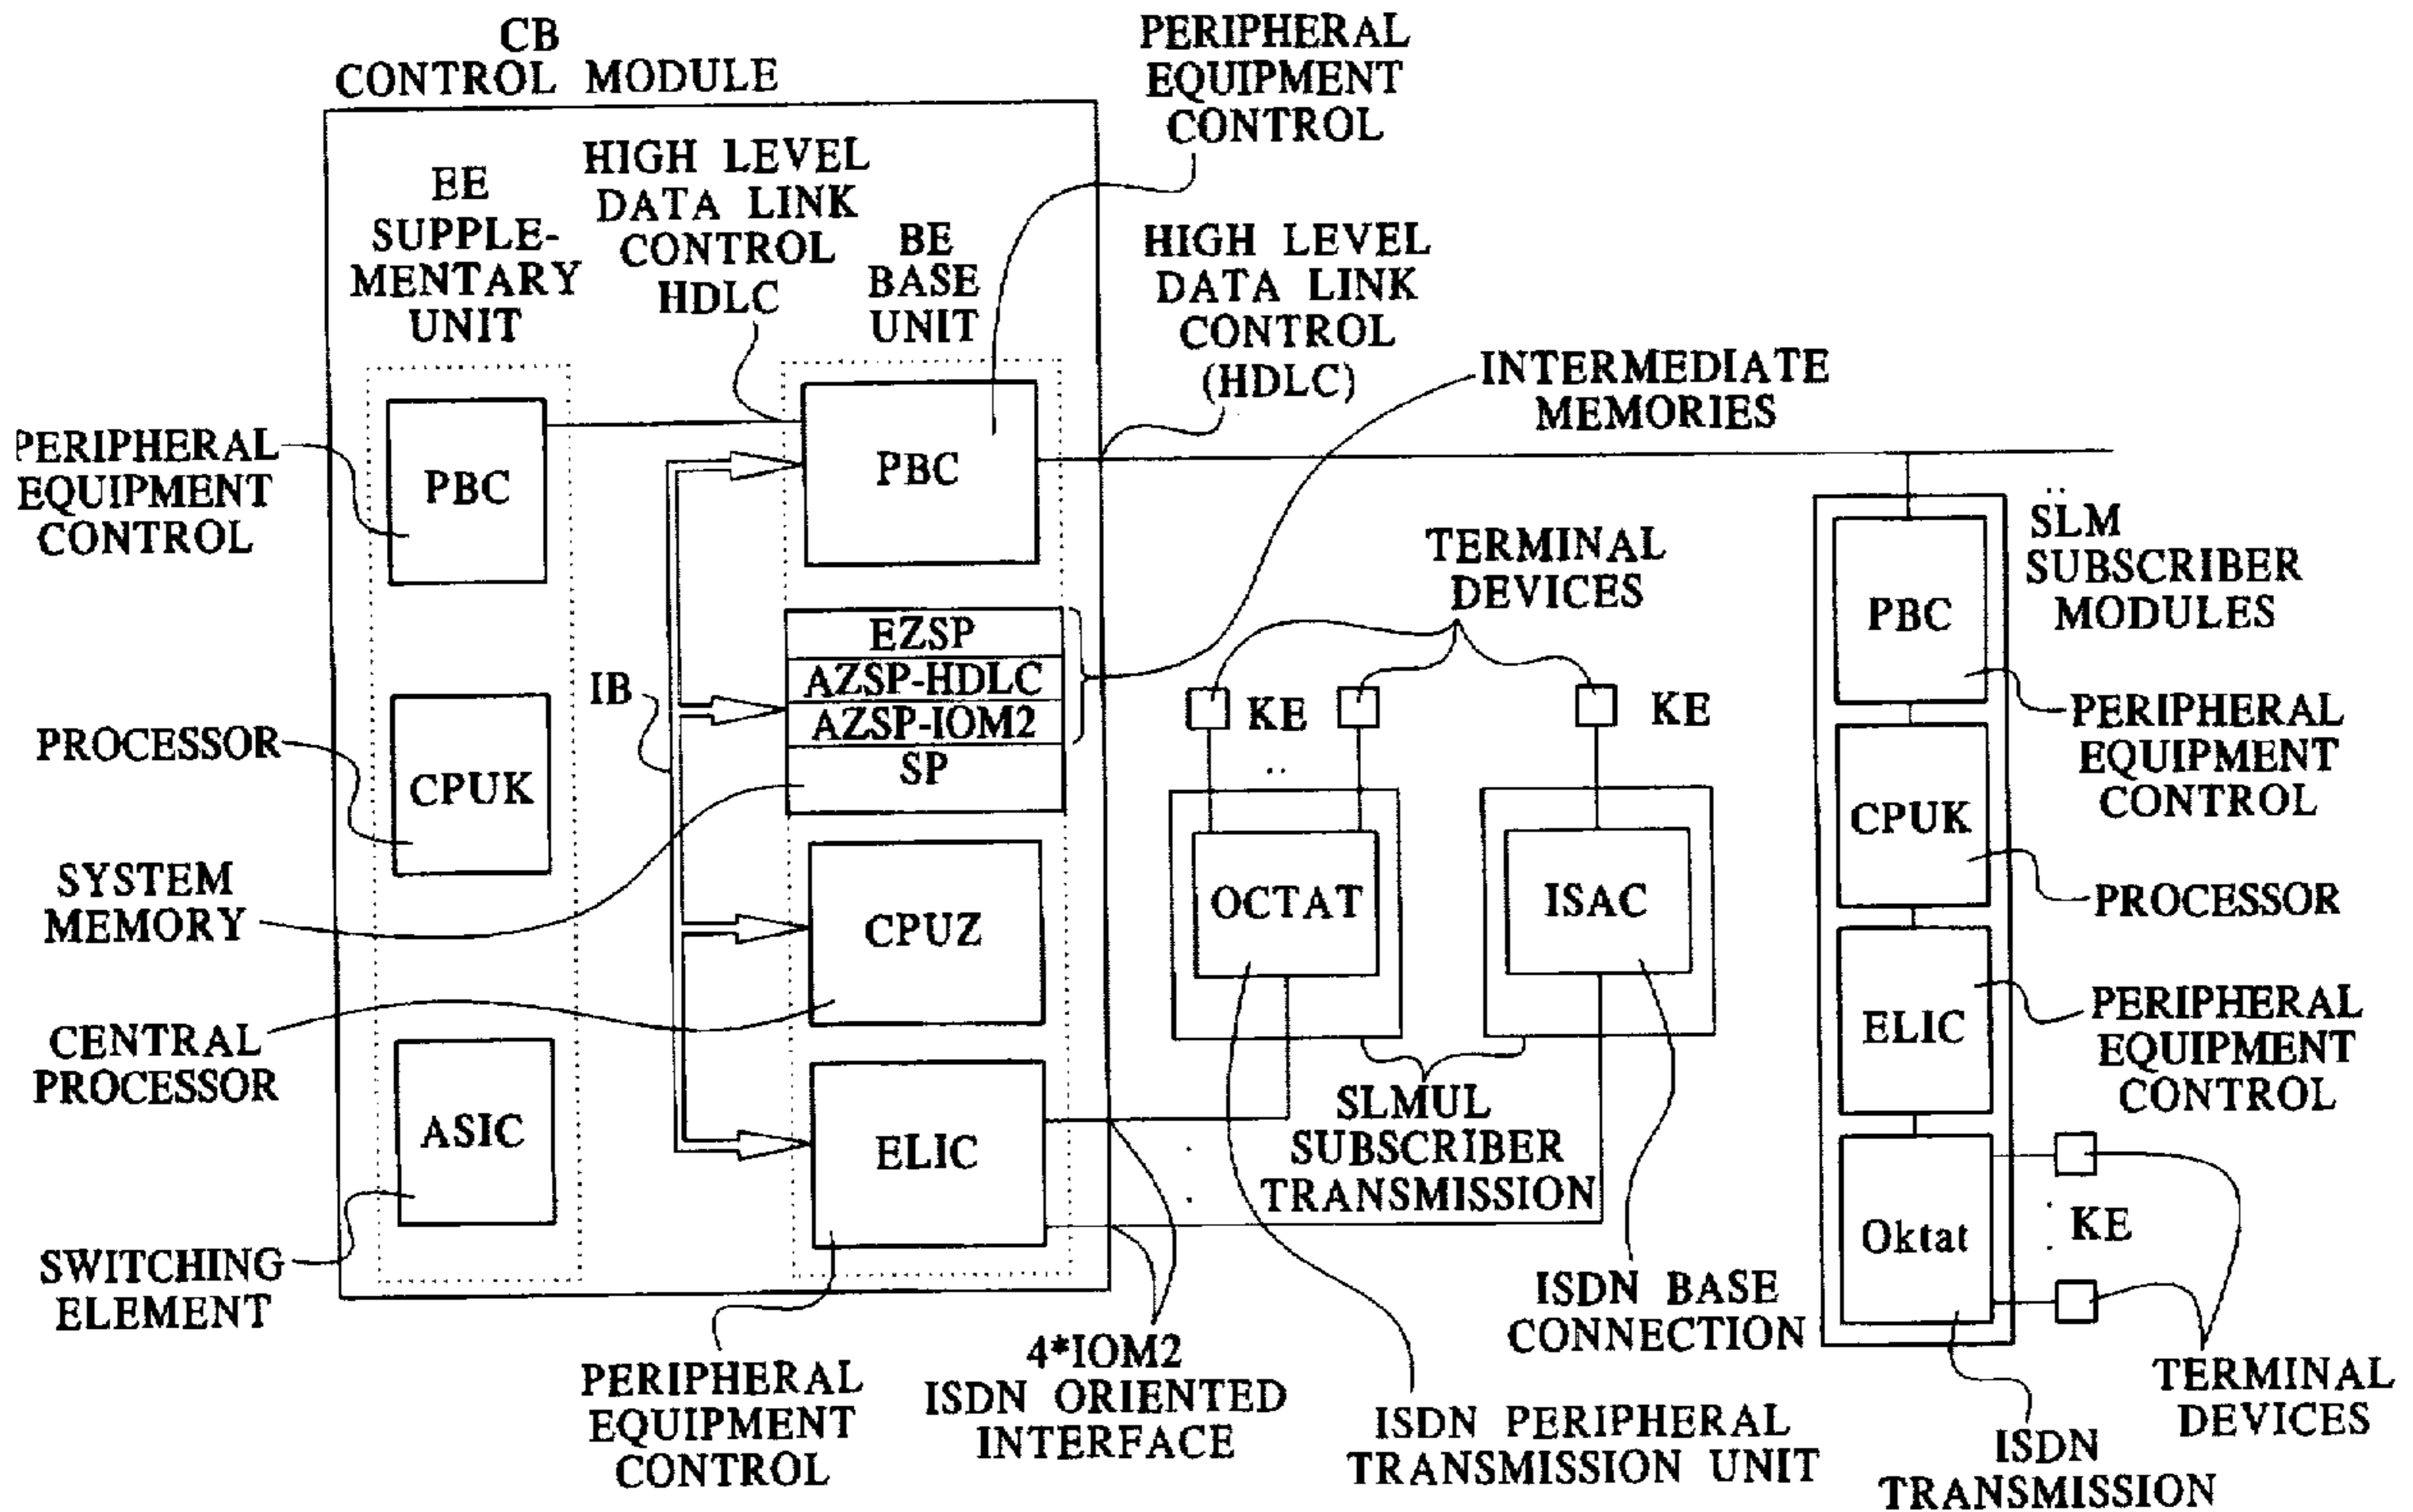 CB
CONTROL MODULE
PERIPHERAL
EQUIPMENT
CONTROL
EE
SUPPLE-
MENTARY
UNIT
HIGH LEVEL
DATA LINK
CONTROL
HDLC
BE
BASE
UNIT
HIGH LEVEL
DATA LINK
CONTROL
(HDLC)
INTERMEDIATE
MEMORIES
PERIPHERAL
EQUIPMENT
CONTROL
PBC
PBC
TERMINAL
DEVICES
SLM
SUBSCRIBER
MODULES
PBC
EZSP
AZSP-HDLC
AZSP-IOM2
SP
IB
KE
KE
PERIPHERAL
EQUIPMENT
CONTROL
PROCESSOR
CPUK
CPUK
PROCESSOR
SYSTEM
MEMORY
CPUZ
OCTAT
ISAC
CENTRAL
PROCESSOR
ELIC
PERIPHERAL
EQUIPMENT
CONTROL
ASIC
ELIC
SLMUL
SUBSCRIBER
TRANSMISSION
SWITCHING
ELEMENT
Oktat
KE
PERIPHERAL
EQUIPMENT
CONTROL
4*IOM2
ISDN ORIENTED
INTERFACE
ISDN BASE
CONNECTION
ISDN PERIPHERAL
TRANSMISSION UNIT
TERMINAL
DEVICES
ISDN
TRANSMISSION